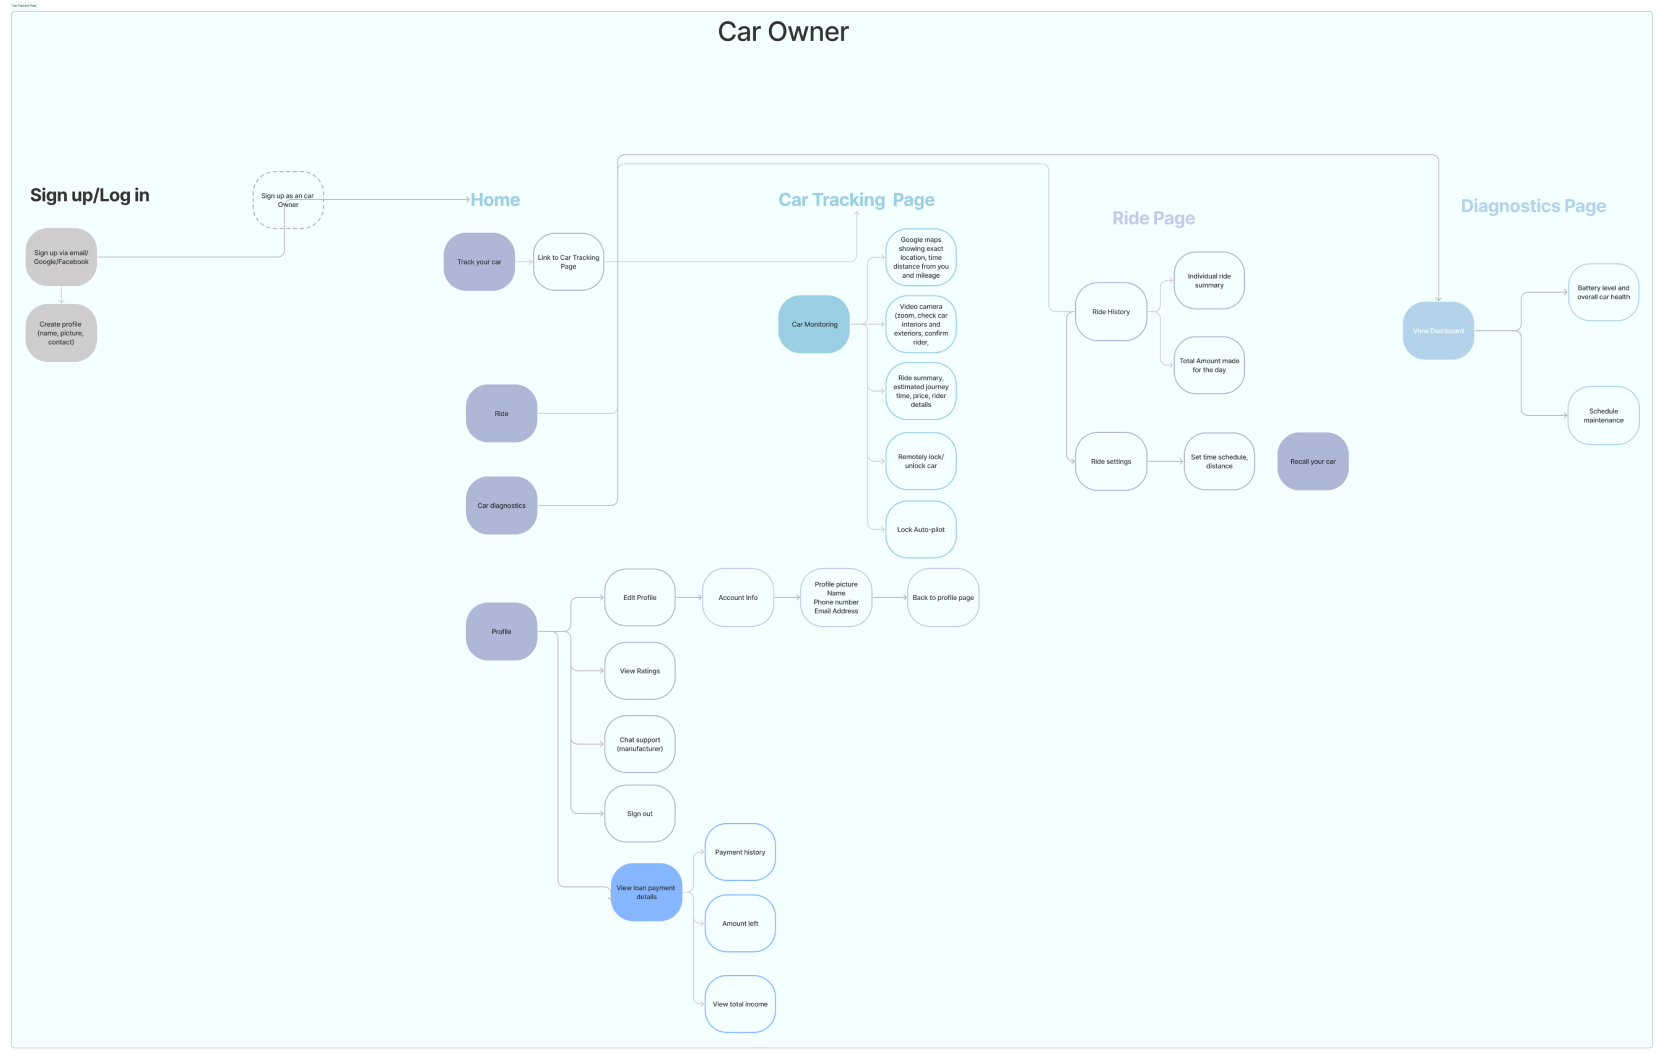 Car Owner
Sign up/Log in
Sign up via email/
Google/Facebook
Create profile
(name, picture,
contact)
Sign up as an car
Owner
Home
Track your car
Link to Car Tracking
Page
Ride
Car diagnostics
Car Tracking Page
Car Monitoring
Google maps
showing exact
location, time
distance from you
and mileage
Video camera
(zoom, check car
interiors and
exteriors, confirm
rider,
Ride summary,
estimated journey
time, price, rider
details
Remotely lock/
unlock car
Lock Auto-pilot
Ride Page
Ride History
Individual ride
summary
Total Amount made
for the day
Ride settings
Set time schedule,
distance
Recall your car
Diagnostics Page
View Dashboard
Battery level and
overall car health
Schedule
maintenance
Profile
Edit Profile
Account Info
Profile picture
Name
Phone number
Email Address
Back to profile page
View Ratings
Chat support
(manufacturer)
Sign out
View loan payment
details
Payment history
Amount left
View total income